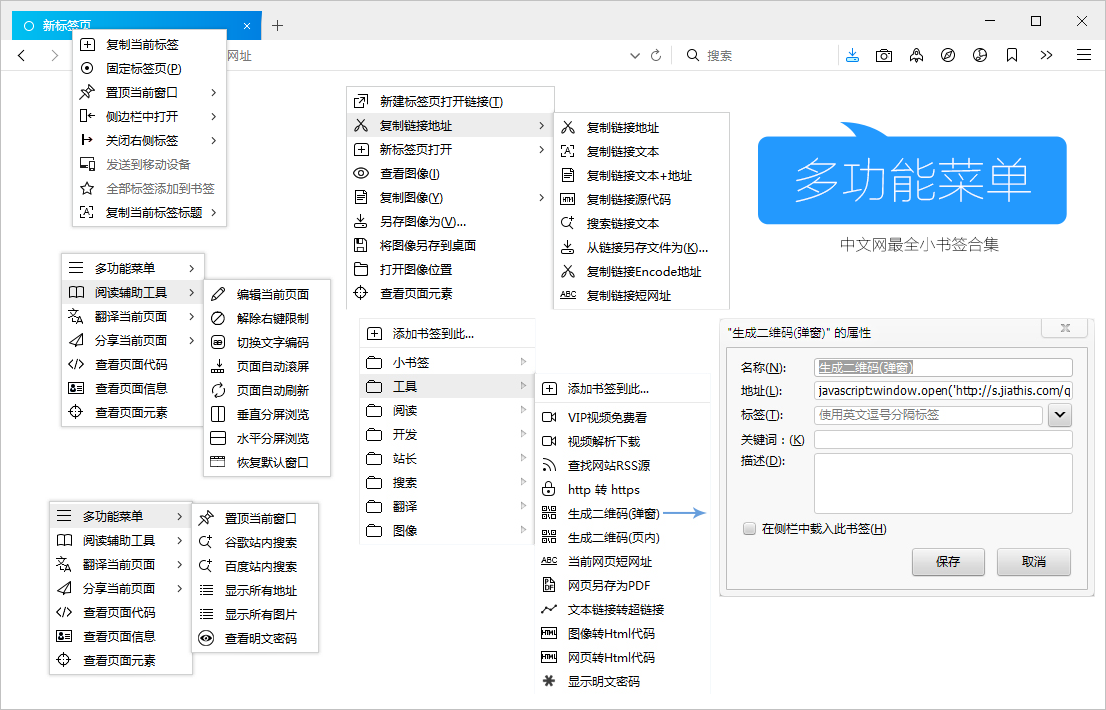 新标签页
网址
搜索
复制当前标签
固定标签页(P)
置顶当前窗口
侧边栏中打开
关闭右侧标签
发送到移动设备
全部标签添加到书签
复制当前标签标题
新建标签页打开链接(T)
复制链接地址
新标签页打开
查看图像(I)
复制图像(Y)
另存图像为(V)...
将图像另存到桌面
打开图像位置
查看页面元素
复制链接地址
复制链接文本
复制链接文本+地址
复制链接源代码
搜索链接文本
从链接另存文件为(K)...
复制链接Encode地址
ABC 复制链接短网址
多功能菜单
中文网最全小书签合集
多功能菜单
阅读辅助工具
翻译当前页面
分享当前页面
查看页面代码
查看页面信息
查看页面元素
编辑当前页面
解除右键限制
切换文字编码
页面自动滚屏
页面自动刷新
垂直分屏浏览
水平分屏浏览
恢复默认窗口
添加书签到此...
小书签
工具
阅读
开发
站长
搜索
翻译
图像
添加书签到此...
VIP视频免费看
视频解析下载
查找网站RSS源
http 转 https
生成二维码(弹窗)
生成二维码(页内)
ABC 当前网页短网址
网页另存为PDF
文本链接转超链接
HTML 图像转Html代码
HTML 网页转Html代码
显示明文密码
"生成二维码(弹窗)" 的属性
名称(N):
生成二维码(弹窗)
地址(L):
javascript:window.open('http://s.jiathis.com/q
标签(T):
使用英文逗号分隔标签
关键词：(K)
描述(D):
在侧栏中载入此书签(H)
保存
取消
多功能菜单
阅读辅助工具
翻译当前页面
分享当前页面
查看页面代码
查看页面信息
查看页面元素
置顶当前窗口
谷歌站内搜索
百度站内搜索
显示所有地址
显示所有图片
查看明文密码